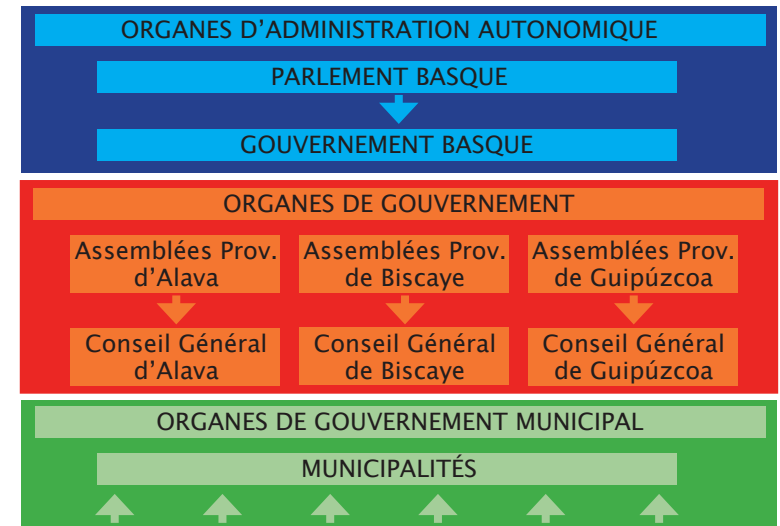 ORGANES D'ADMINISTRATION AUTONOMIQUE
PARLEMENT BASQUE
GOUVERNEMENT BASQUE
ORGANES DE GOUVERNEMENT
Assemblées Prov.
d'Alava
Assemblées Prov.
de Biscaye
Assemblées Prov.
de Guipúzcoa
Conseil Général
d'Alava
Conseil Général
de Biscaye
Conseil Général
de Guipúzcoa
ORGANES DE GOUVERNEMENT MUNICIPAL
MUNICIPALITÉS